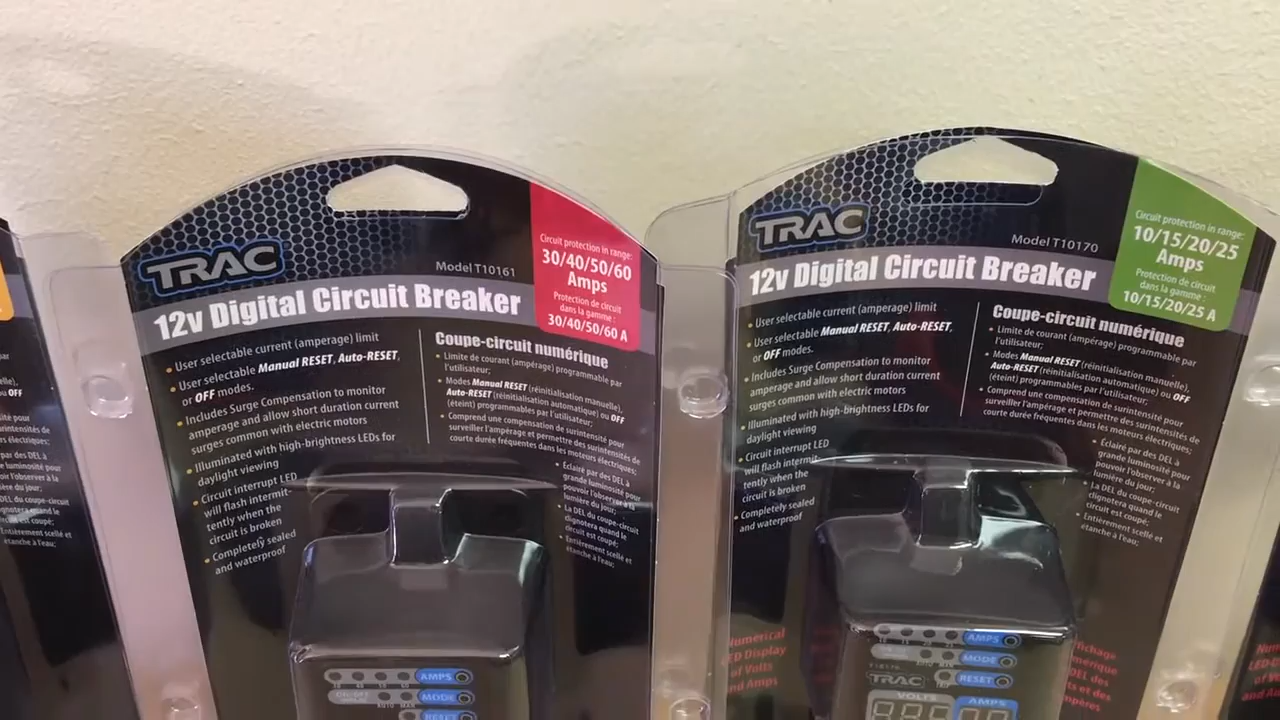 TRAC
Model T10161
12v Digital Circuit Breaker
Circuit protection in range:
30/40/50/60
Amps
Protection de circuit
dans la gamme :
30/40/50/60 A
• User selectable current (amperage) limit
• User selectable Manual RESET, Auto-RESET,
or OFF modes.
• Includes Surge Compensation to monitor
amperage and allow short duration current
surges common with electric motors
• Illuminated with high-brightness LEDs for
daylight viewing
• Circuit interrupt LED
will flash intermit-
tently when the
circuit is broken
• Completely sealed
and waterproof
Coupe-circuit numérique
• Limite de courant (ampérage) programmable par
l'utilisateur;
• Modes Manual RESET (réinitialisation manuelle),
Auto-RESET (réinitialisation automatique) ou OFF
(éteint) programmables par l'utilisateur;
• Comprend une compensation de surintensité pour
surveiller l'ampérage et permettre des surintensités de
courte durée fréquentes dans les moteurs électriques;
• Éclairé par des DEL à
grande luminosité pour
pouvoir l'observer à la
lumière du jour;
• La DEL du coupe-circuit
clignotera quand le
circuit est coupé;
• Entièrement scellé et
étanche à l'eau;
AMPS
MODE
AUTO MAN
RESET
TRAC
Model T10170
12v Digital Circuit Breaker
Circuit protection in range:
10/15/20/25
Amps
Protection de circuit
dans la gamme :
10/15/20/25 A
• User selectable current (amperage) limit
• User selectable Manual RESET, Auto-RESET,
or OFF modes.
• Includes Surge Compensation to monitor
amperage and allow short duration current
surges common with electric motors
• Illuminated with high-brightness LEDs for
daylight viewing
• Circuit interrupt LED
will flash intermit-
tently when the
circuit is broken
• Completely sealed
and waterproof
Coupe-circuit numérique
• Limite de courant (ampérage) programmable par
l'utilisateur;
• Modes Manual RESET (réinitialisation manuelle),
Auto-RESET (réinitialisation automatique) ou OFF
(éteint) programmables par l'utilisateur;
• Comprend une compensation de surintensité pour
surveiller l'ampérage et permettre des surintensités de
courte durée fréquentes dans les moteurs électriques;
• Éclairé par des DEL à
grande luminosité pour
pouvoir l'observer à la
lumière du jour;
• La DEL du coupe-circuit
clignotera quand le
circuit est coupé;
• Entièrement scellé et
étanche à l'eau;
Numerical
LED Display
of Volts
and Amps
AMPS
MODE
TRAC
RESET
VOLTS
AMPS